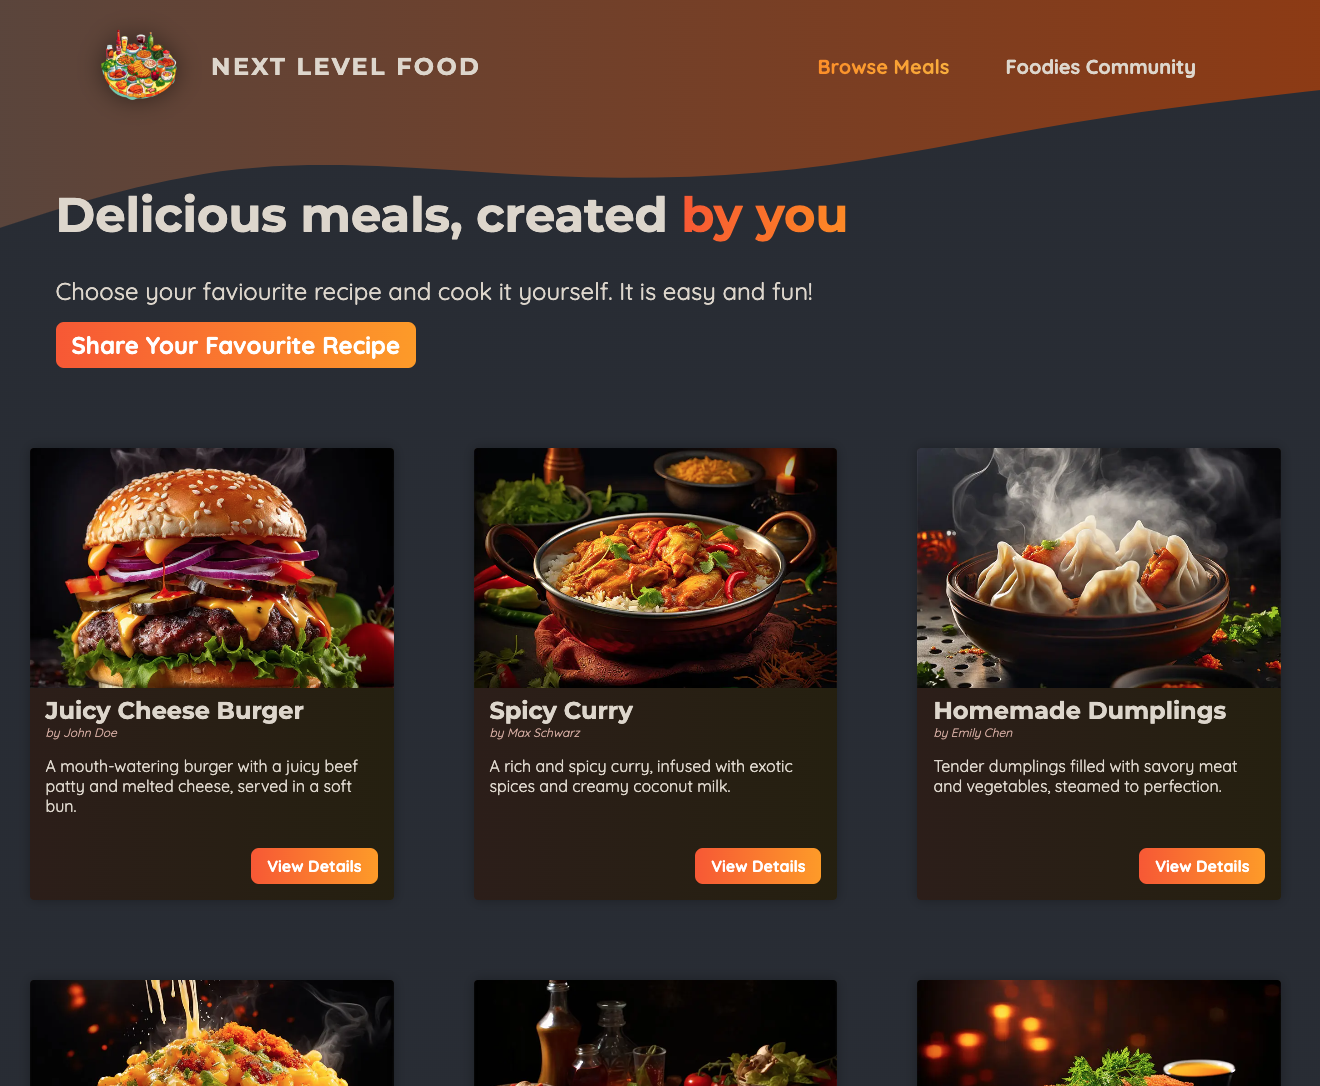 NEXT LEVEL FOOD
Browse Meals
Foodies Community
Delicious meals, created by you
Choose your faviourite recipe and cook it yourself. It is easy and fun!
Share Your Favourite Recipe
Juicy Cheese Burger
by John Doe
A mouth-watering burger with a juicy beef
patty and melted cheese, served in a soft
bun.
View Details
Spicy Curry
by Max Schwarz
A rich and spicy curry, infused with exotic
spices and creamy coconut milk.
View Details
Homemade Dumplings
by Emily Chen
Tender dumplings filled with savory meat
and vegetables, steamed to perfection.
View Details